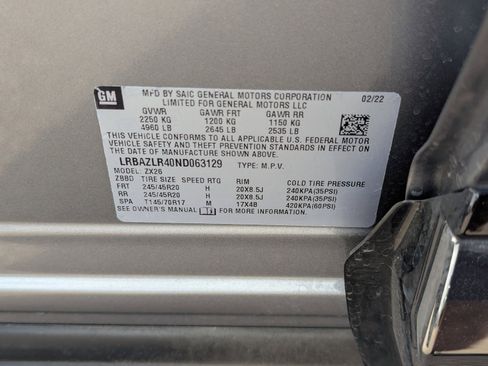 GM
MFD BY SAIC GENERAL MOTORS CORPORATION 02/22
LIMITED FOR GENERAL MOTORS LLC
GVWR GAWR FRT GAWR RR
2250 KG 1200 KG 1150 KG
4960 LB 2645 LB 2535 LB
THIS VEHICLE CONFORMS TO ALL APPLICABLE U.S. FEDERAL MOTOR
VEHICLE SAFETY AND THEFT PREVENTION STANDARDS IN EFFECT ON
THE DATE OF MANUFACTURE SHOWN ABOVE.
LRBAZLR40ND063129 TYPE: M.P.V.
MODEL: ZX26
ZBBD TIRE SIZE SPEED RTG RIM COLD TIRE PRESSURE
FRT 245/45R20 H 20X8.5J 240KPA(35PSI)
RR 245/45R20 H 20X8.5J 240KPA(35PSI)
SPA T145/70R17 M 17X4B 420KPA(60PSI)
SEE OWNER'S MANUAL FOR MORE INFORMATION.